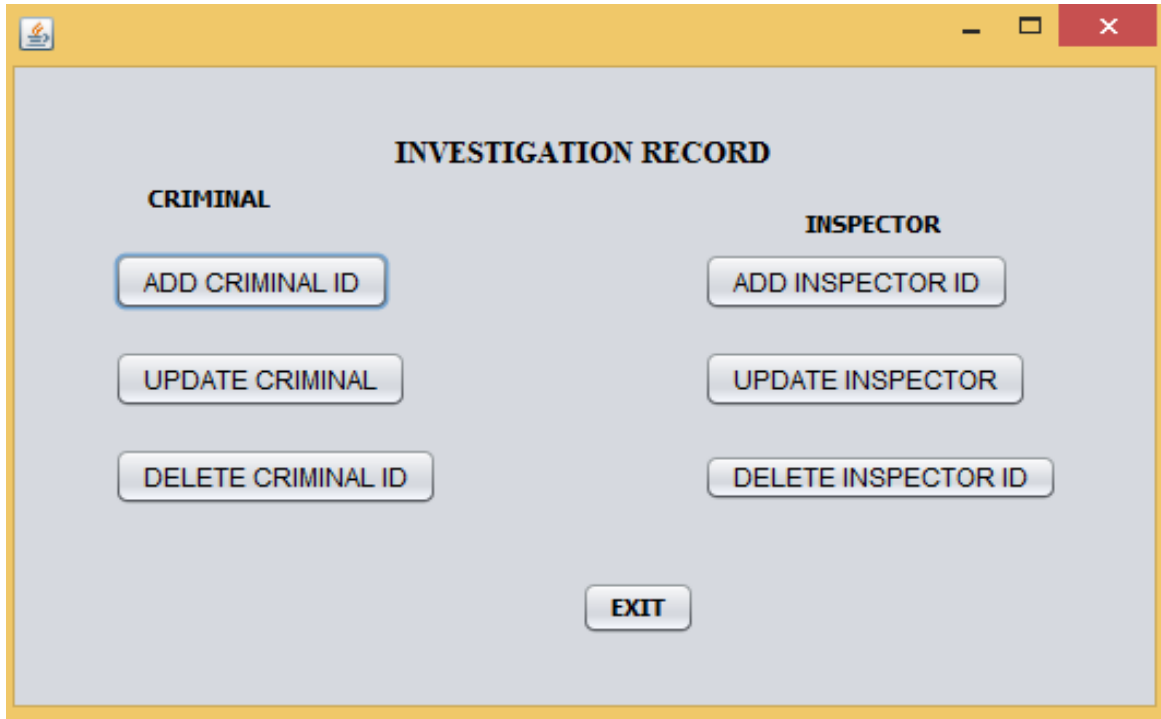 INVESTIGATION RECORD
CRIMINAL
INSPECTOR
ADD CRIMINAL ID
ADD INSPECTOR ID
UPDATE CRIMINAL
UPDATE INSPECTOR
DELETE CRIMINAL ID
DELETE INSPECTOR ID
EXIT